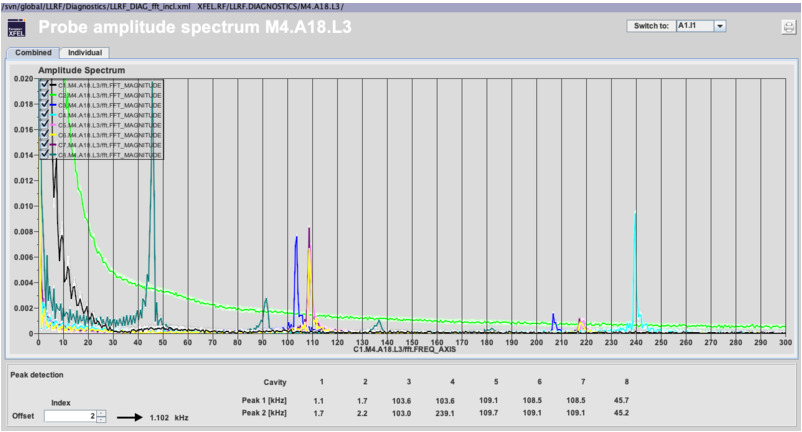 /svn/global/LLRF/Diagnostics/LLRF_DIAG_fft_incl.xml XFEL.RF/LLRF.DIAGNOSTICS/M4.A18.L3/
XFEL
Probe amplitude spectrum M4.A18.L3
Switch to: A1.I1
Combined Individual
Amplitude Spectrum
0.020
0.018
0.016
0.014
0.012
0.010
0.008
0.006
0.004
0.002
0
C1.M4.A18.L3/fft.FFT_MAGNITUDE
C2.M4.A18.L3/fft.FFT_MAGNITUDE
C3.M4.A18.L3/fft.FFT_MAGNITUDE
C4.M4.A18.L3/fft.FFT_MAGNITUDE
C5.M4.A18.L3/fft.FFT_MAGNITUDE
C6.M4.A18.L3/fft.FFT_MAGNITUDE
C7.M4.A18.L3/fft.FFT_MAGNITUDE
C8.M4.A18.L3/fft.FFT_MAGNITUDE
0 10 20 30 40 50 60 70 80 90 100 110 120 130 140 150 160 170 180 190 200 210 220 230 240 250 260 270 280 290 300
C1.M4.A18.L3/fft.FREQ_AXIS
Peak detection
Cavity 1 2 3 4 5 6 7 8
Peak 1 [kHz] 1.1 1.7 103.6 103.6 109.1 108.5 108.5 45.7
Peak 2 [kHz] 1.7 2.2 103.0 239.1 109.7 109.1 109.1 45.2
Index
Offset 2 1.102 kHz